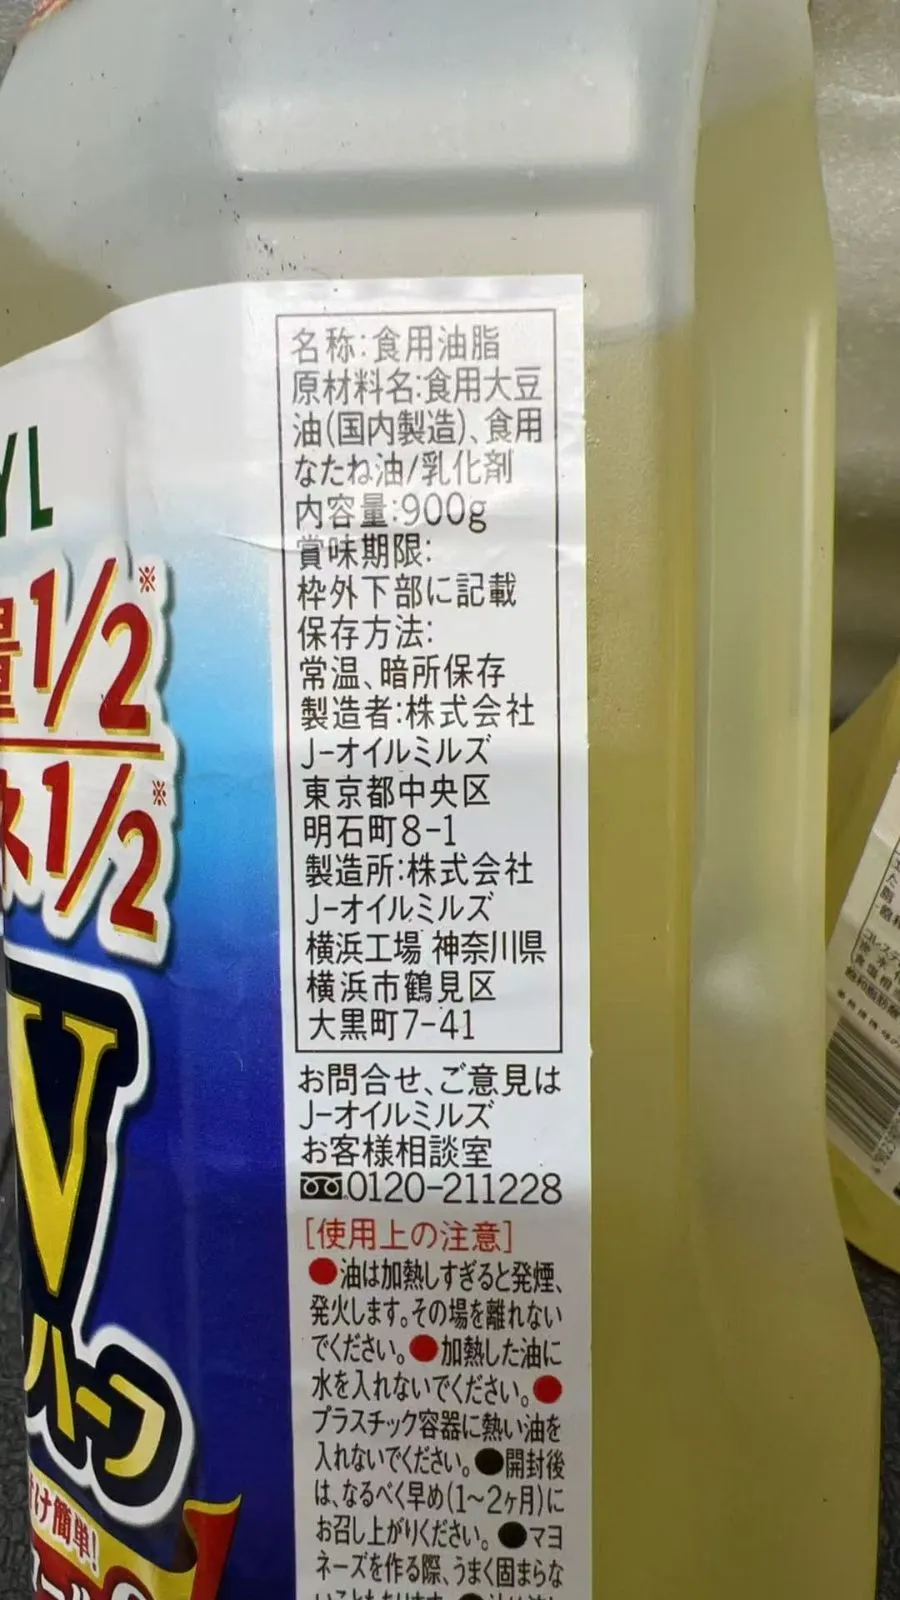 YL
量1/2※
1/2※
V
ハーフ
簡単!
名称:食用油脂
原材料名:食用大豆
油(国内製造)、食用
なたね油/乳化剤
内容量:900g
賞味期限:
枠外下部に記載
保存方法:
常温、暗所保存
製造者:株式会社
J-オイルミルズ
東京都中央区
明石町8-1
製造所:株式会社
J-オイルミルズ
横浜工場 神奈川県
横浜市鶴見区
大黒町7-41
お問合せ、ご意見は
J-オイルミルズ
お客様相談室
0120-211228
[使用上の注意]
●油は加熱しすぎると発煙、
発火します。その場を離れない
でください。●加熱した油に
水を入れないでください。●
プラスチック容器に熱い油を
入れないでください。●開封後
は、なるべく早め(1〜2ヶ月)に
お召し上がりください。●マヨ
ネーズを作る際、うまく固まらな